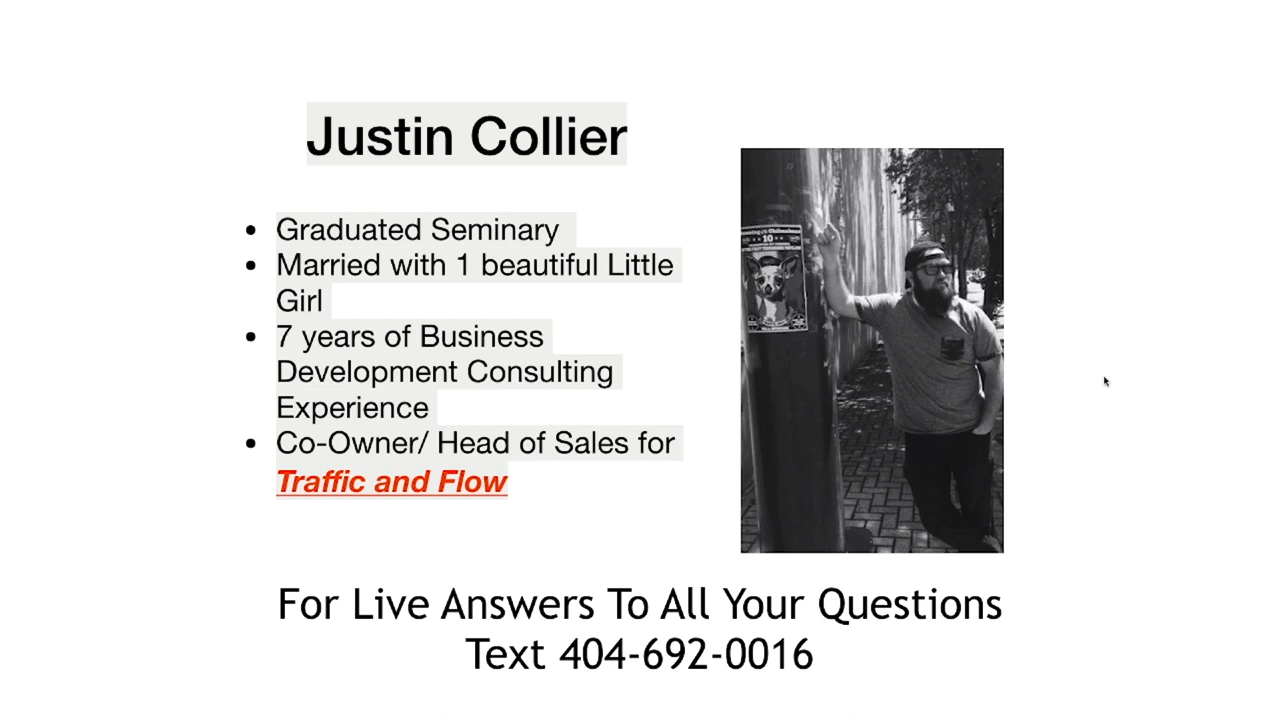 Justin Collier
• Graduated Seminary
• Married with 1 beautiful Little
Girl
• 7 years of Business
Development Consulting
Experience
• Co-Owner/ Head of Sales for
Traffic and Flow
10
For Live Answers To All Your Questions
Text 404-692-0016